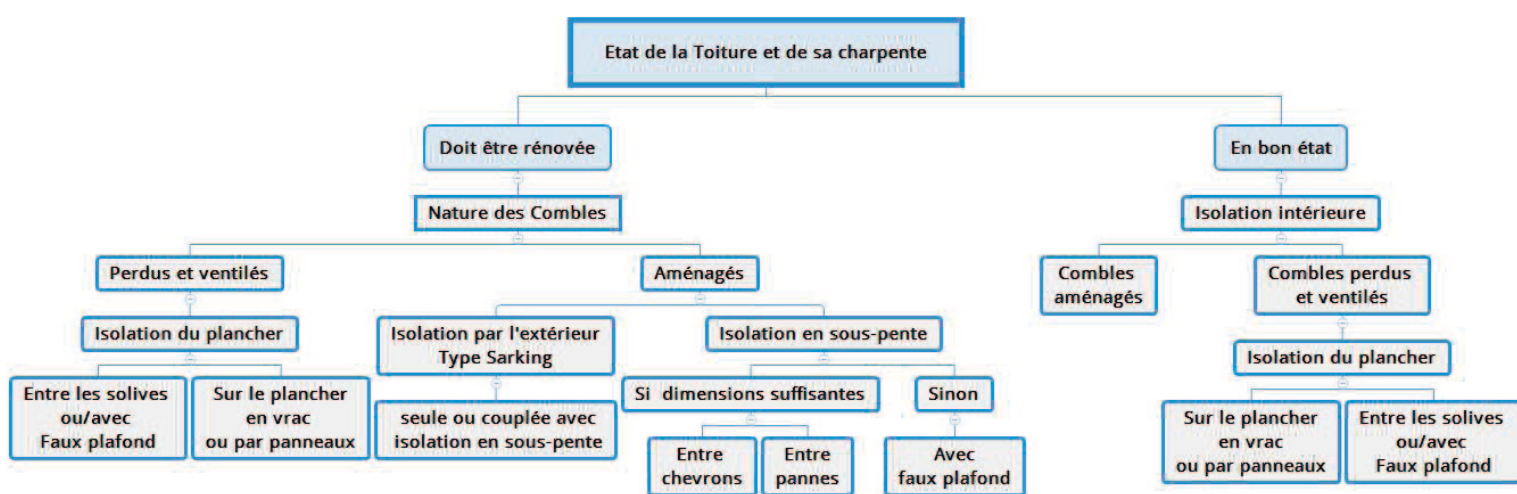 Etat de la Toiture et de sa charpente
Doit être rénovée
En bon état
Nature des Combles
Isolation intérieure
Perdus et ventilés
Aménagés
Combles
aménagés
Combles perdus
et ventilés
Isolation du plancher
Isolation par l'extérieur
Type Sarking
Isolation en sous-pente
Isolation du plancher
Entre les solives
ou/avec
Faux plafond
Sur le plancher
en vrac
ou par panneaux
seule ou couplée avec
isolation en sous-pente
Si dimensions suffisantes
Sinon
Entre
chevrons
Entre
pannes
Avec
faux plafond
Sur le plancher
en vrac
ou par panneaux
Entre les solives
ou/avec
Faux plafond